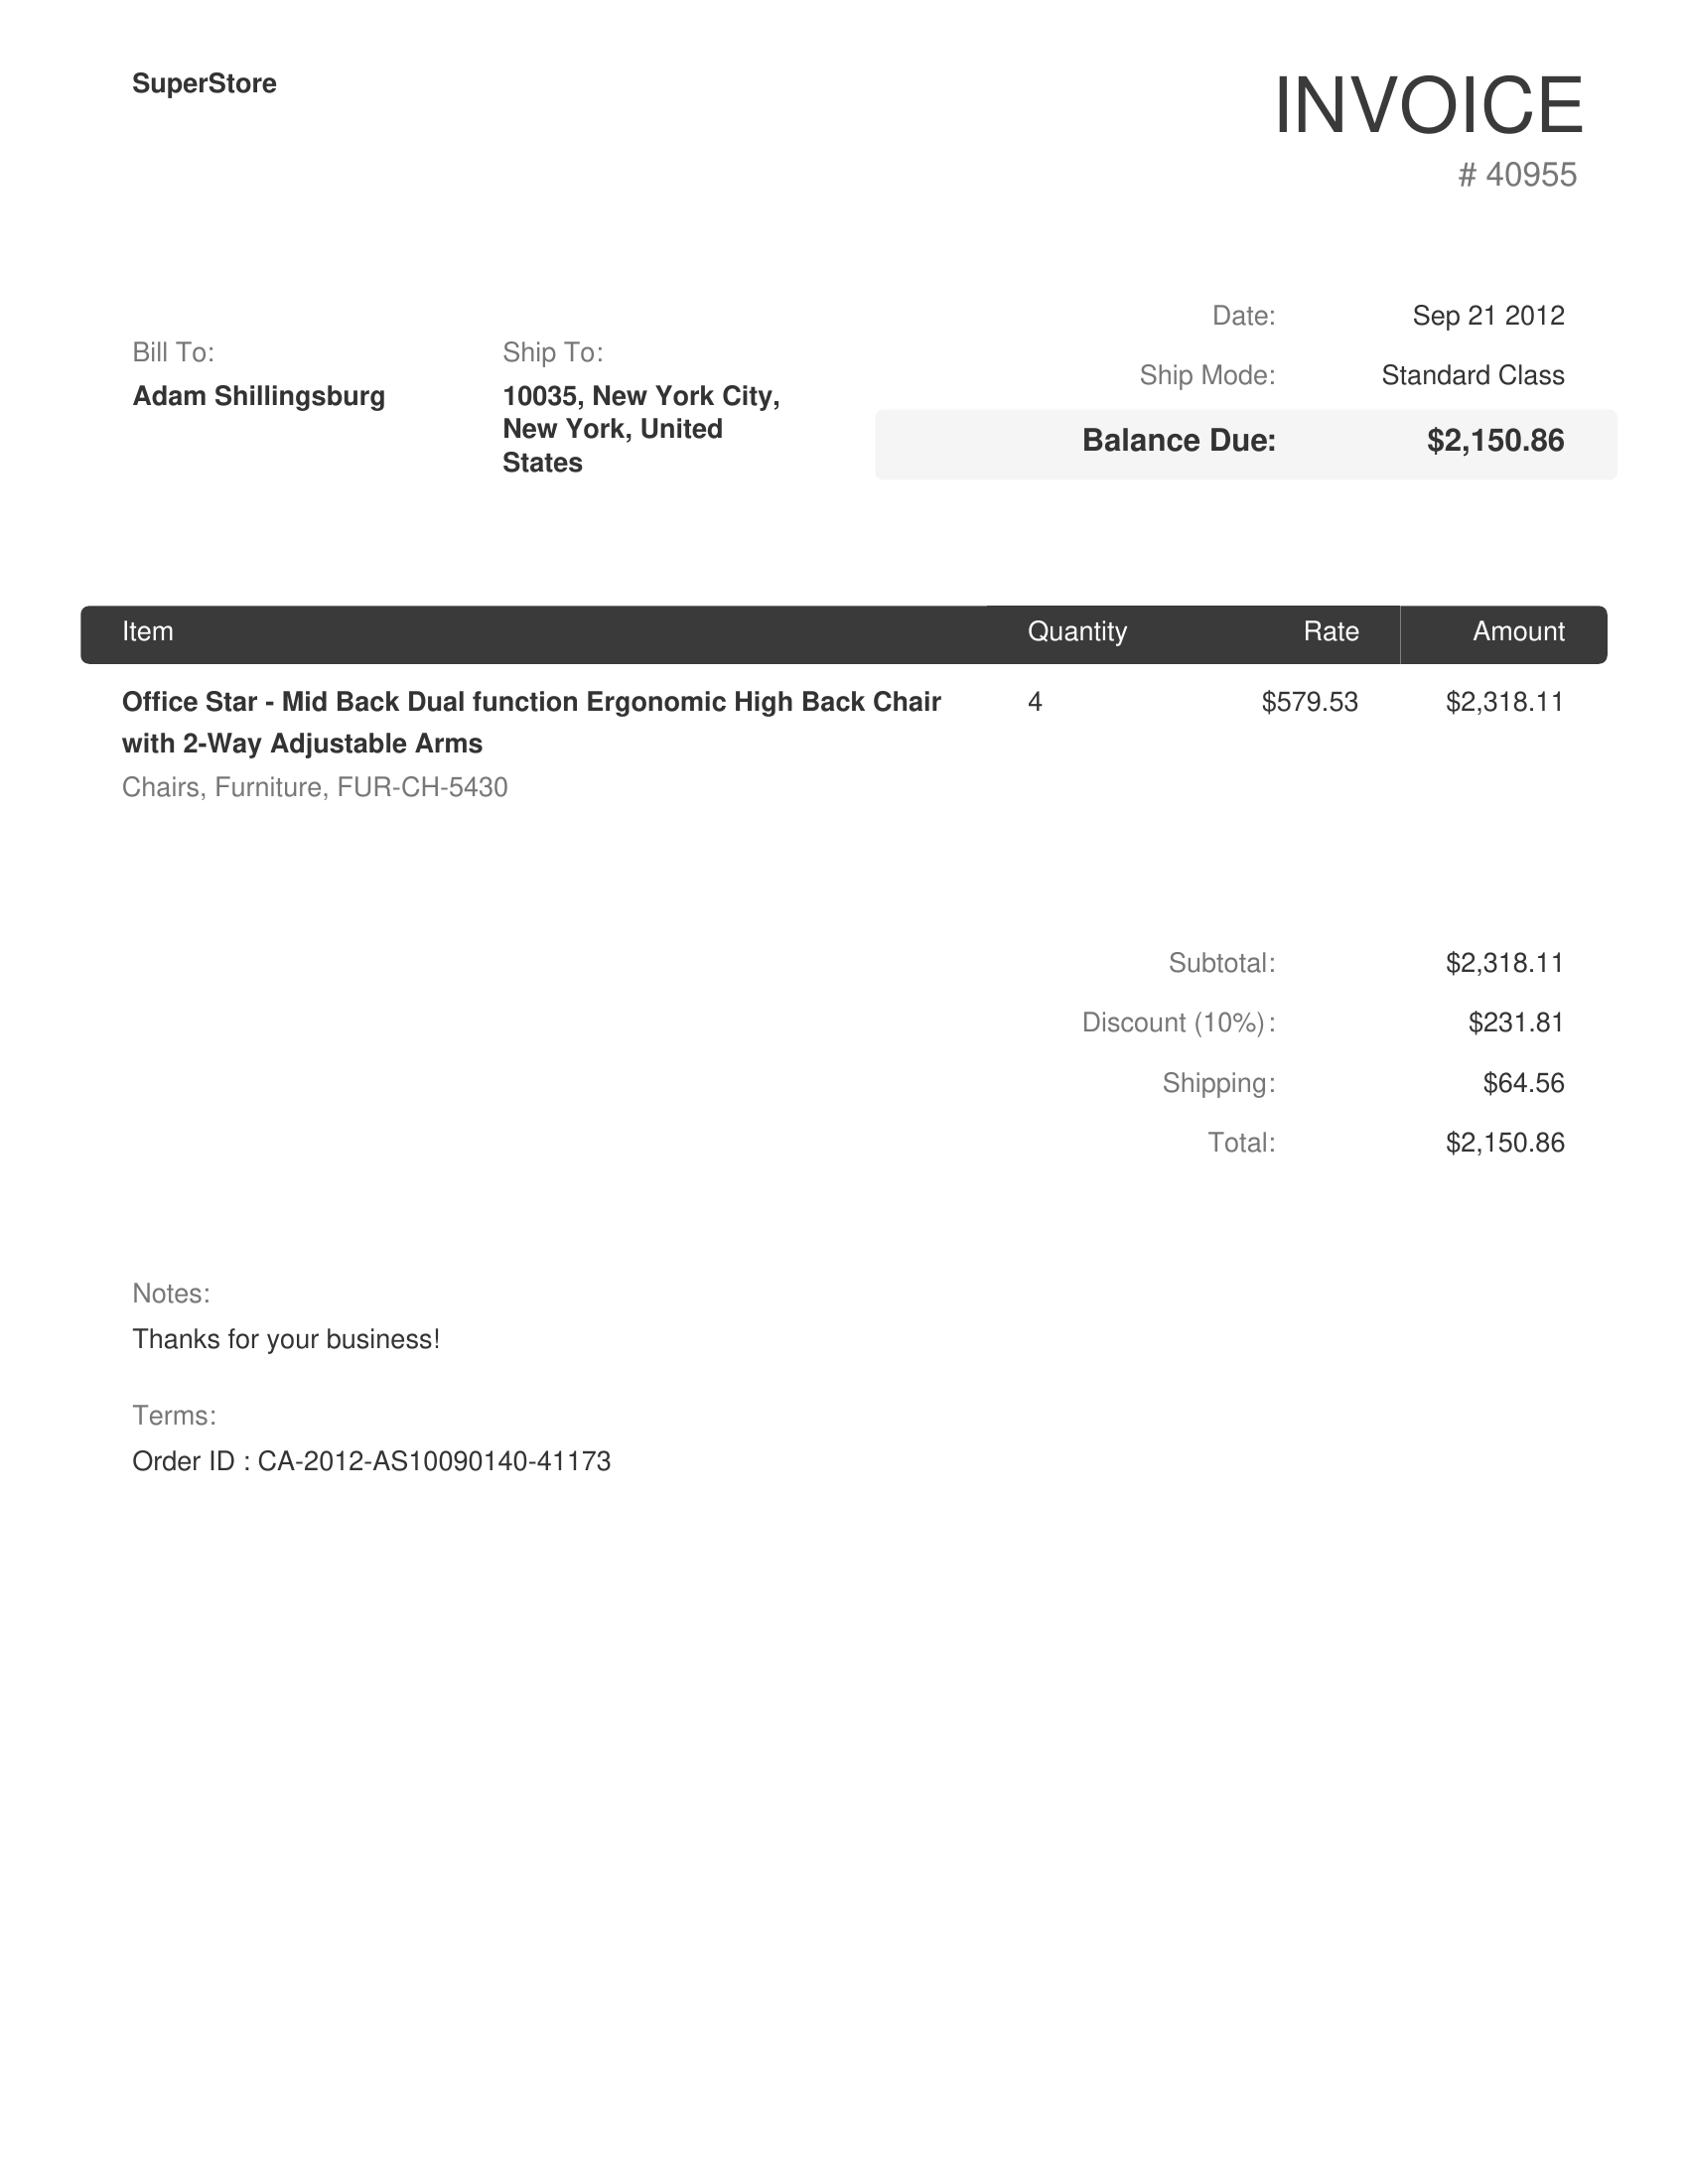 SuperStore
INVOICE
# 40955
Date: Sep 21 2012
Ship Mode: Standard Class
Balance Due: $2,150.86
Bill To:
Adam Shillingsburg
Ship To:
10035, New York City,
New York, United
States
Item Quantity Rate Amount
Office Star - Mid Back Dual function Ergonomic High Back Chair 4 $579.53 $2,318.11
with 2-Way Adjustable Arms
Chairs, Furniture, FUR-CH-5430
Subtotal: $2,318.11
Discount (10%): $231.81
Shipping: $64.56
Total: $2,150.86
Notes:
Thanks for your business!
Terms:
Order ID : CA-2012-AS10090140-41173